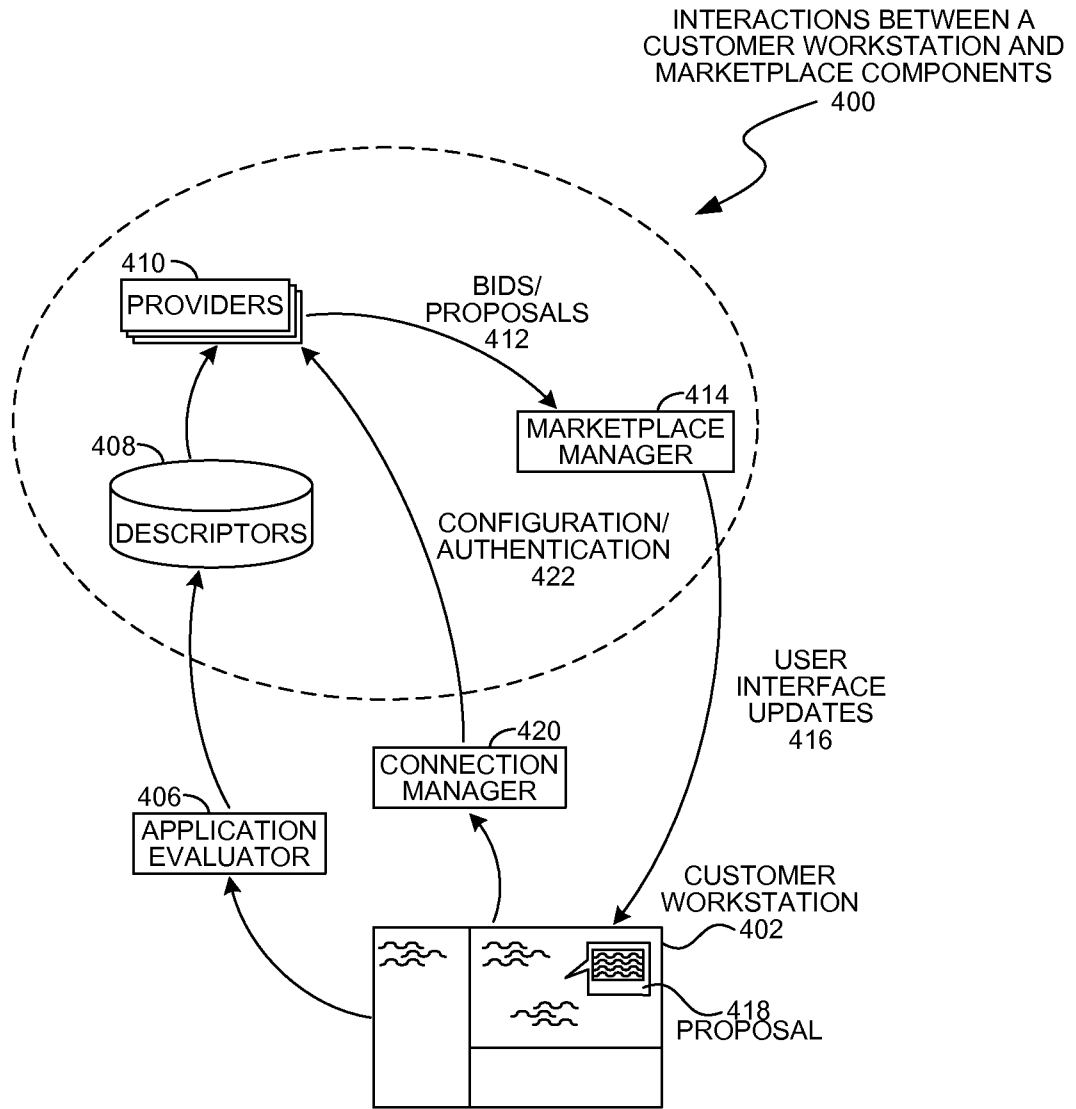 INTERACTIONS BETWEEN A
CUSTOMER WORKSTATION AND
MARKETPLACE COMPONENTS
400
410
PROVIDERS
BIDS/
PROPOSALS
412
414
MARKETPLACE
MANAGER
408
DESCRIPTORS
CONFIGURATION/
AUTHENTICATION
422
USER
INTERFACE
UPDATES
416
420
CONNECTION
MANAGER
406
APPLICATION
EVALUATOR
CUSTOMER
WORKSTATION
402
418
PROPOSAL